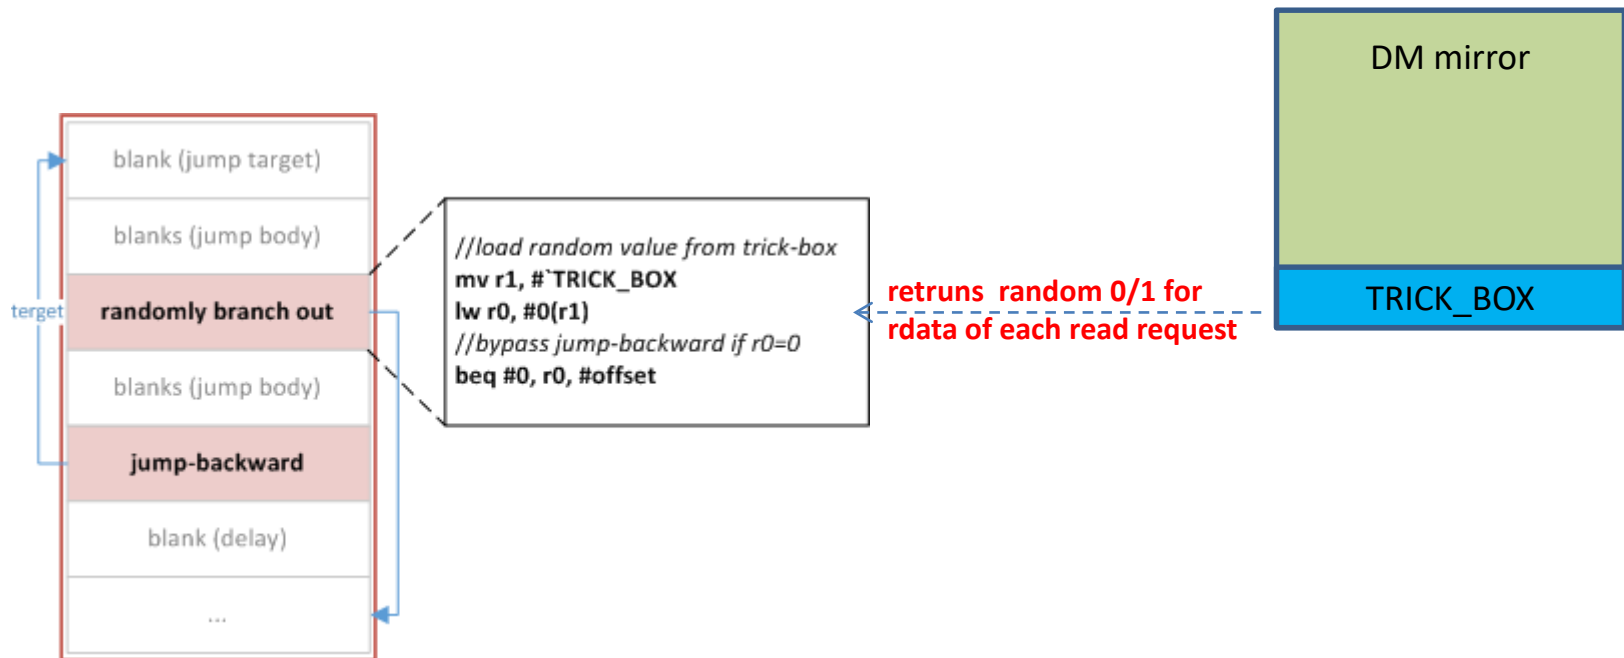 DM mirror
TRICK_BOX
blank (jump target)
blanks (jump body)
terget
randomly branch out
blanks (jump body)
jump-backward
blank (delay)
...
//load random value from trick-box
mv r1, #`TRICK_BOX
lw r0, #0(r1)
//bypass jump-backward if r0=0
beq #0, r0, #offset
retruns random 0/1 for
rdata of each read request